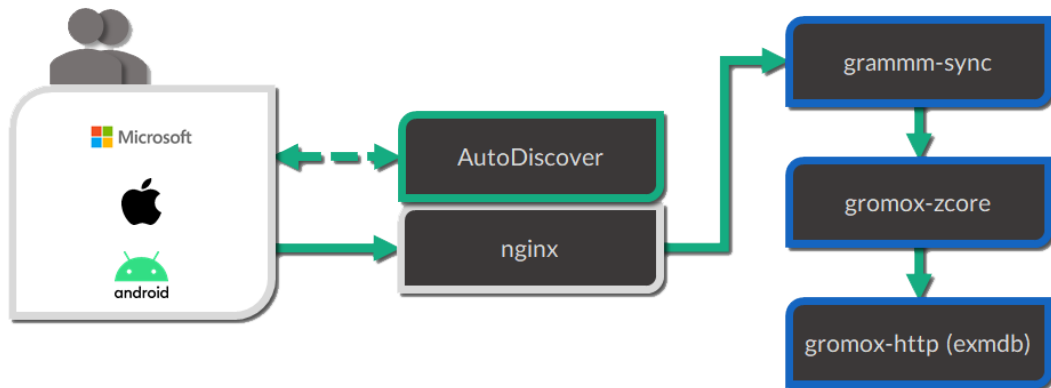 Microsoft
android
AutoDiscover
nginx
grammm-sync
gromox-zcore
gromox-http (exmdb)